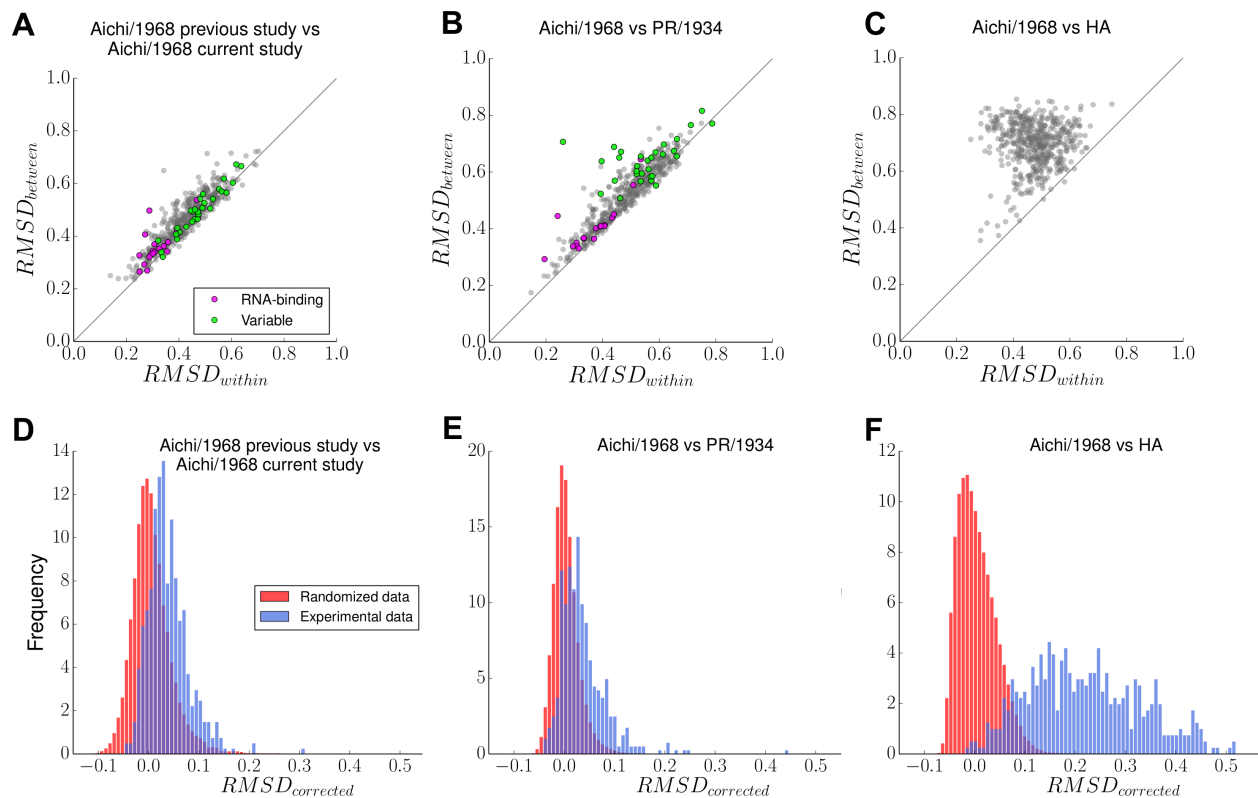 A
Aichi/1968 previous study vs
Aichi/1968 current study
1.0
0.8
0.6
0.4
0.2
0.0
RMSD_between
0.0 0.2 0.4 0.6 0.8 1.0
RMSD_within
RNA-binding
Variable
B
Aichi/1968 vs PR/1934
1.0
0.8
0.6
0.4
0.2
0.0
RMSD_between
0.0 0.2 0.4 0.6 0.8 1.0
RMSD_within
C
Aichi/1968 vs HA
1.0
0.8
0.6
0.4
0.2
0.0
RMSD_between
0.0 0.2 0.4 0.6 0.8 1.0
RMSD_within
D
Aichi/1968 previous study vs
Aichi/1968 current study
14
12
10
8
6
4
2
0
Frequency
−0.1 0.0 0.1 0.2 0.3 0.4 0.5
RMSD_corrected
Randomized data
Experimental data
E
Aichi/1968 vs PR/1934
20
15
10
5
0
−0.1 0.0 0.1 0.2 0.3 0.4 0.5
RMSD_corrected
F
Aichi/1968 vs HA
12
10
8
6
4
2
0
−0.1 0.0 0.1 0.2 0.3 0.4 0.5
RMSD_corrected